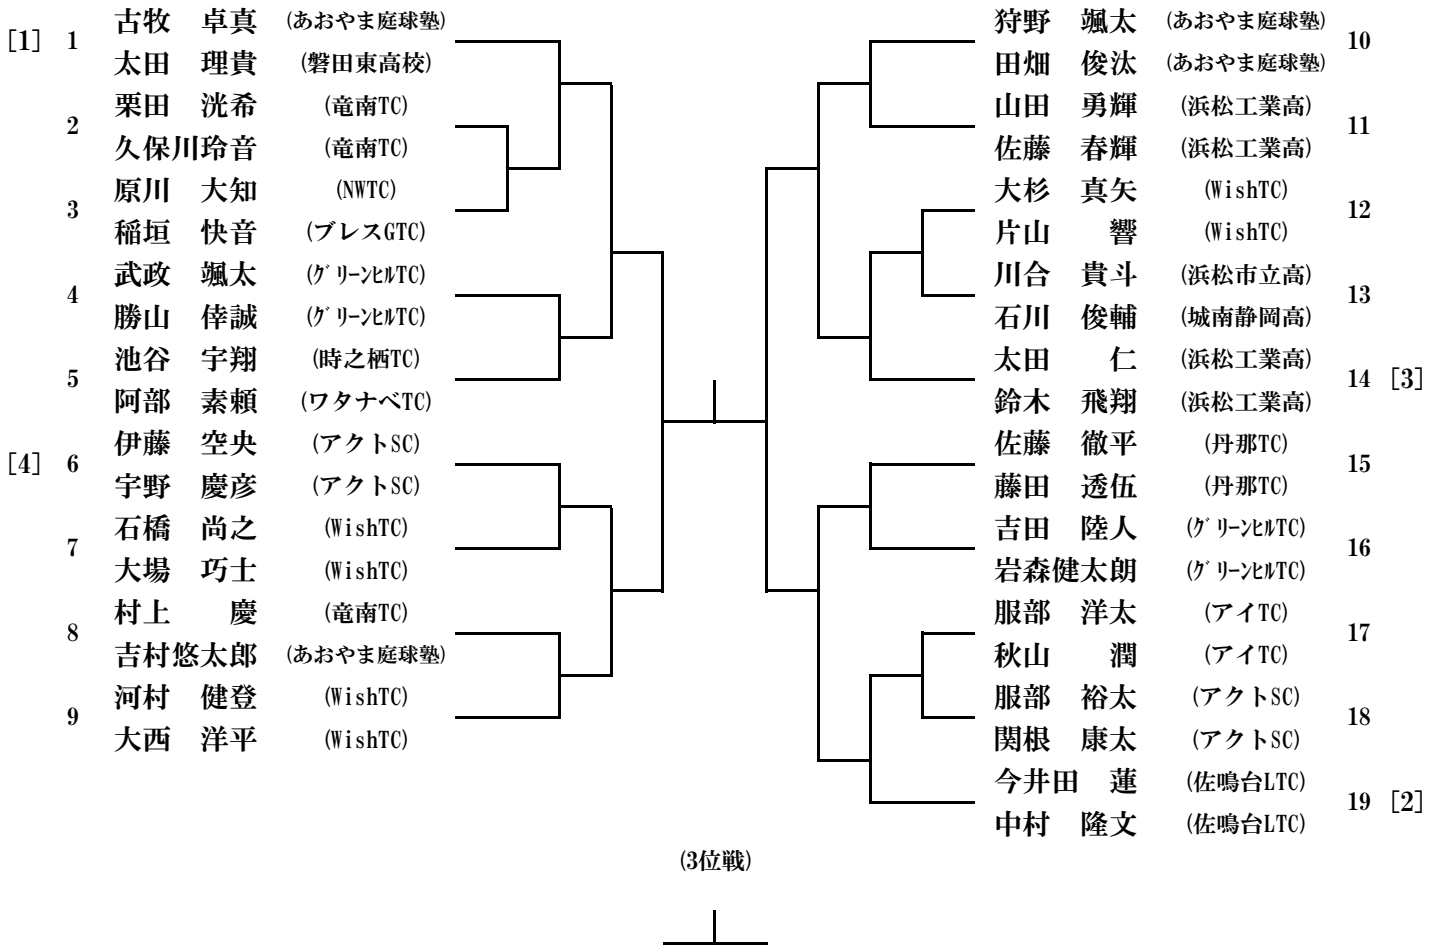 古牧　卓真 (あおやま庭球塾)
[1] 1
太田　理貴 (磐田東高校)
栗田　洸希 (竜南TC)
2
久保川玲音 (竜南TC)
原川　大知 (NWTC)
3
稲垣　快音 (ブレスGTC)
武政　颯太 (グリーンヒルTC)
4
勝山　倖誠 (グリーンヒルTC)
池谷　宇翔 (時之栖TC)
5
阿部　素頼 (ワタナベTC)
伊藤　空央 (アクトSC)
[4] 6
宇野　慶彦 (アクトSC)
石橋　尚之 (WishTC)
7
大場　巧士 (WishTC)
村上　　慶 (竜南TC)
8
吉村悠太郎 (あおやま庭球塾)
河村　健登 (WishTC)
9
大西　洋平 (WishTC)
狩野　颯太 (あおやま庭球塾)
10
田畑　俊汰 (あおやま庭球塾)
山田　勇輝 (浜松工業高)
11
佐藤　春輝 (浜松工業高)
大杉　真矢 (WishTC)
12
片山　　響 (WishTC)
川合　貴斗 (浜松市立高)
13
石川　俊輔 (城南静岡高)
太田　　仁 (浜松工業高)
14 [3]
鈴木　飛翔 (浜松工業高)
佐藤　徹平 (丹那TC)
15
藤田　透伍 (丹那TC)
吉田　陸人 (グリーンヒルTC)
16
岩森健太朗 (グリーンヒルTC)
服部　洋太 (アイTC)
17
秋山　　潤 (アイTC)
服部　裕太 (アクトSC)
18
関根　康太 (アクトSC)
今井田　蓮 (佐鳴台LTC)
19 [2]
中村　隆文 (佐鳴台LTC)
(3位戦)